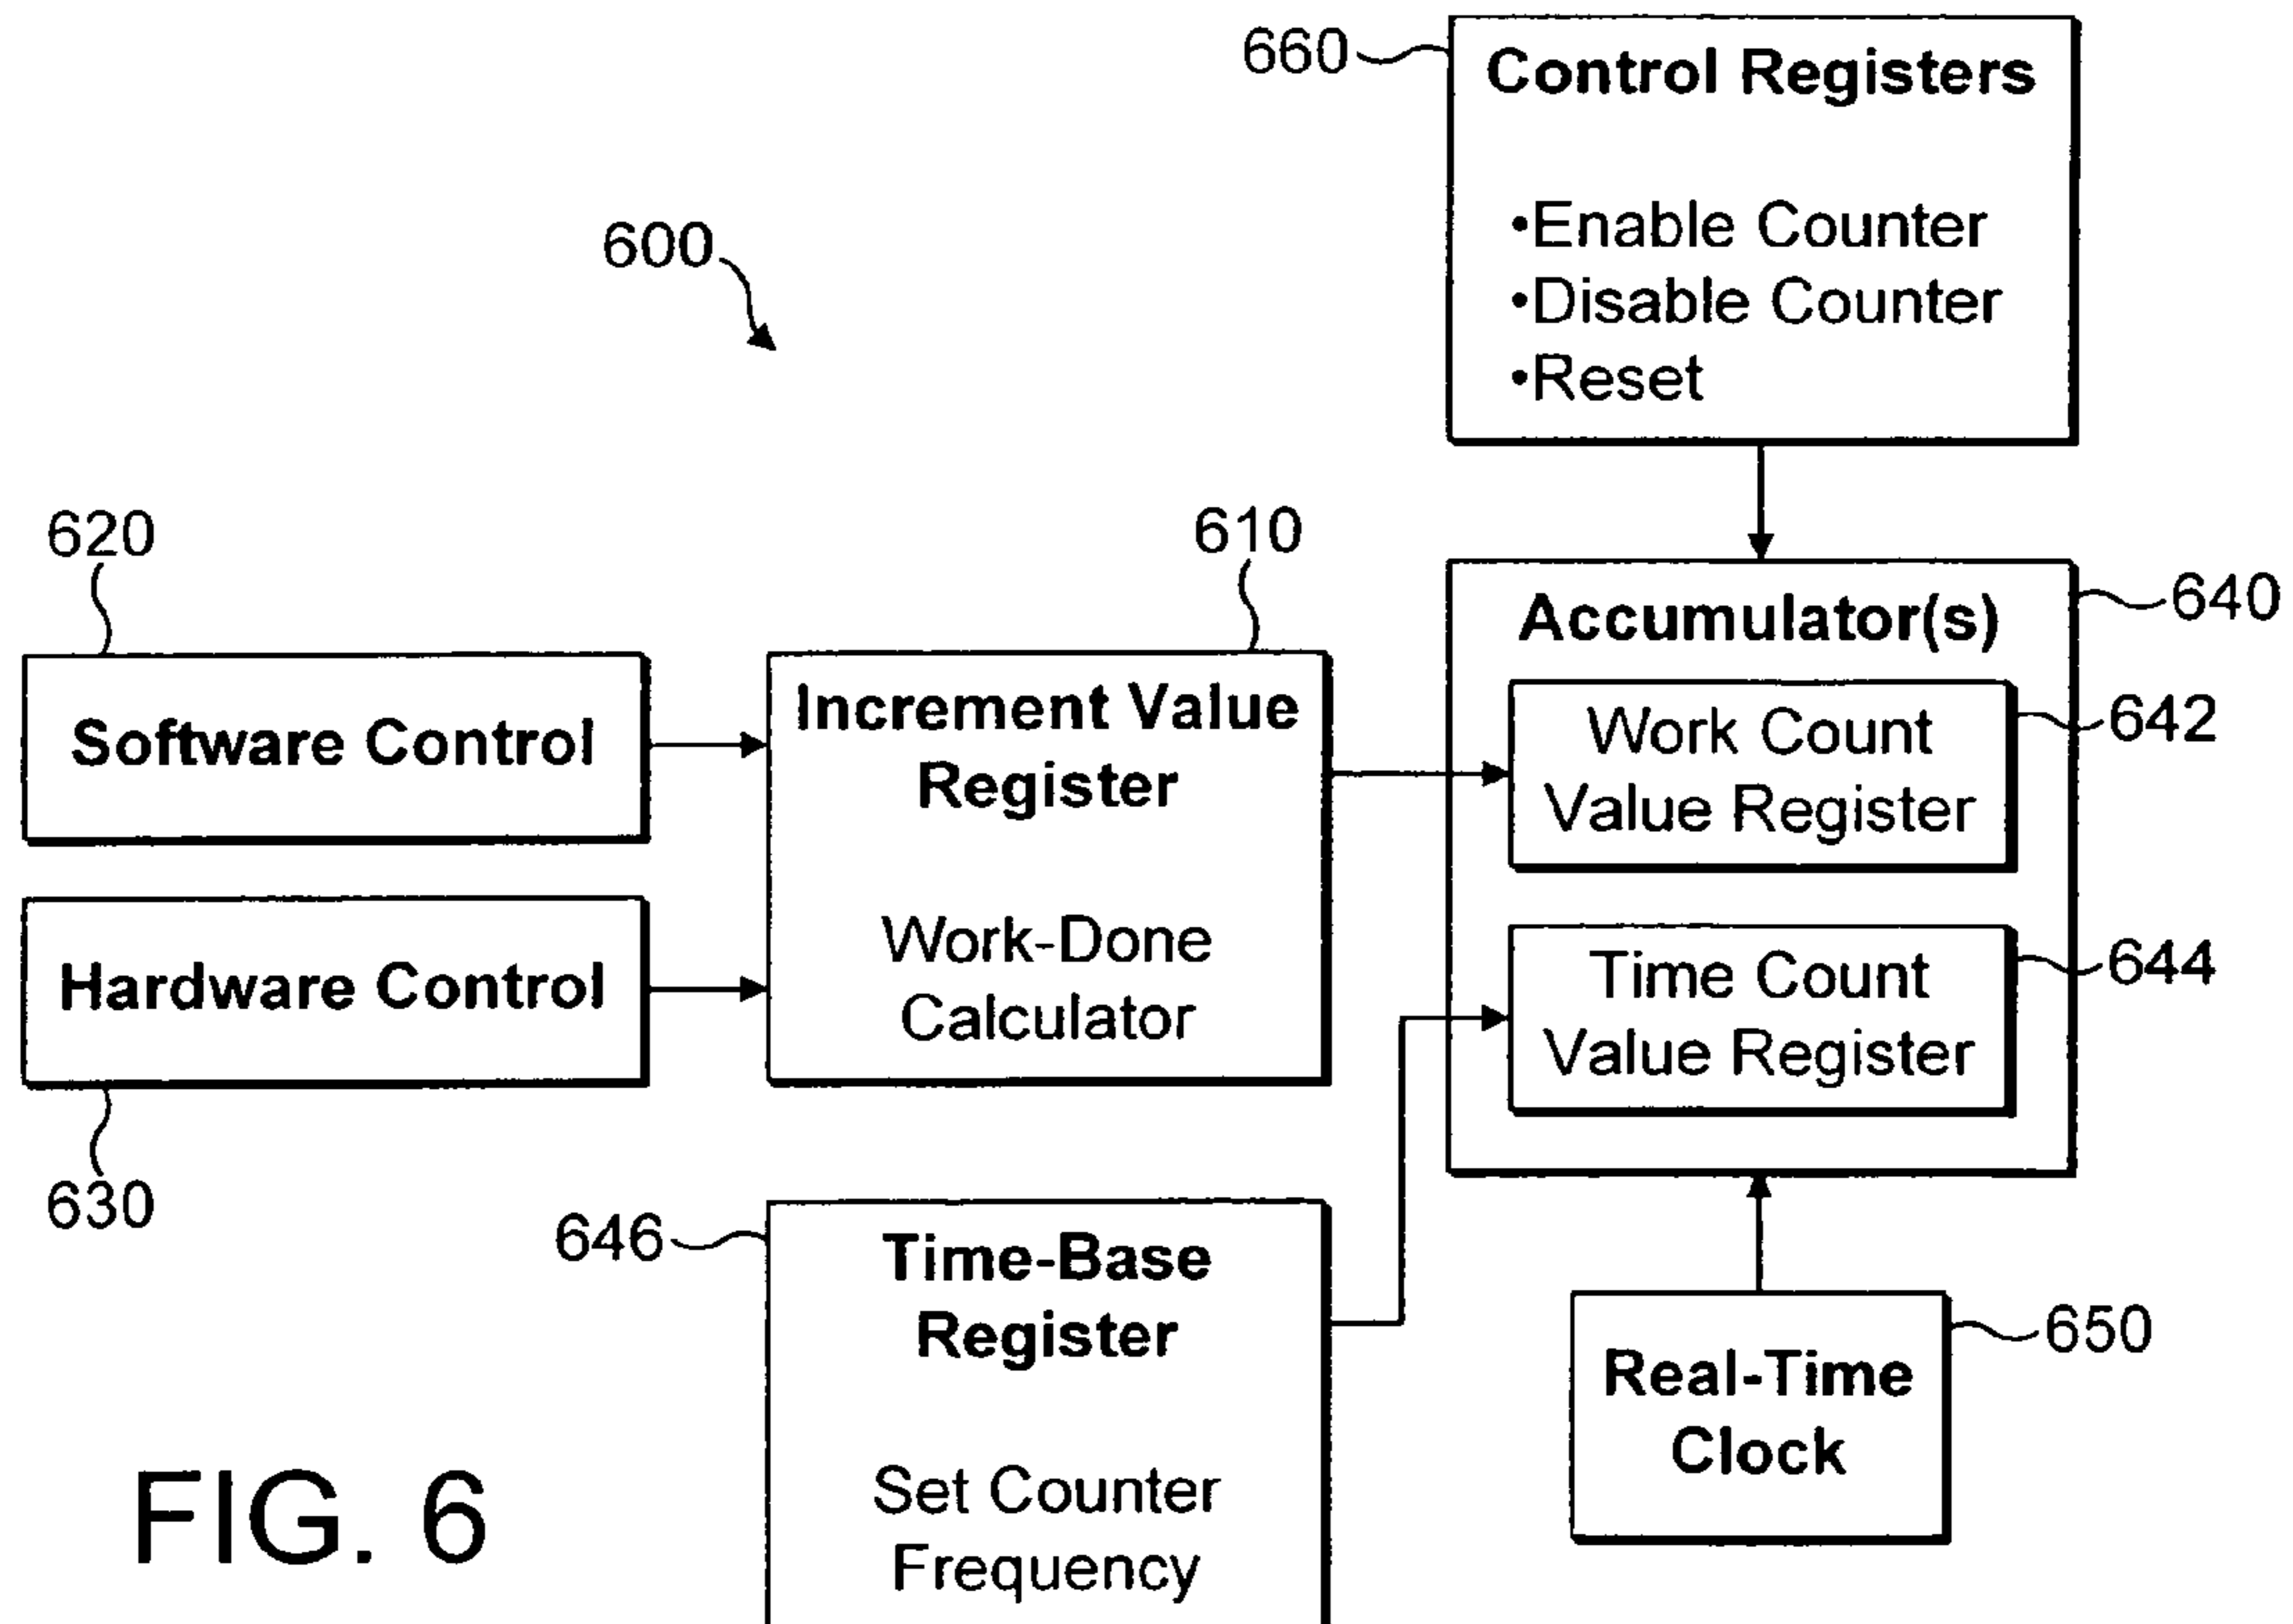 660
Control Registers
•Enable Counter
•Disable Counter
•Reset
600
620
610
Software Control
Increment Value
Register
Work-Done
Calculator
Hardware Control
630
Accumulator(s)
640
Work Count
Value Register
642
Time Count
Value Register
644
646
Time-Base
Register
Set Counter
Frequency
Real-Time
Clock
650
FIG. 6